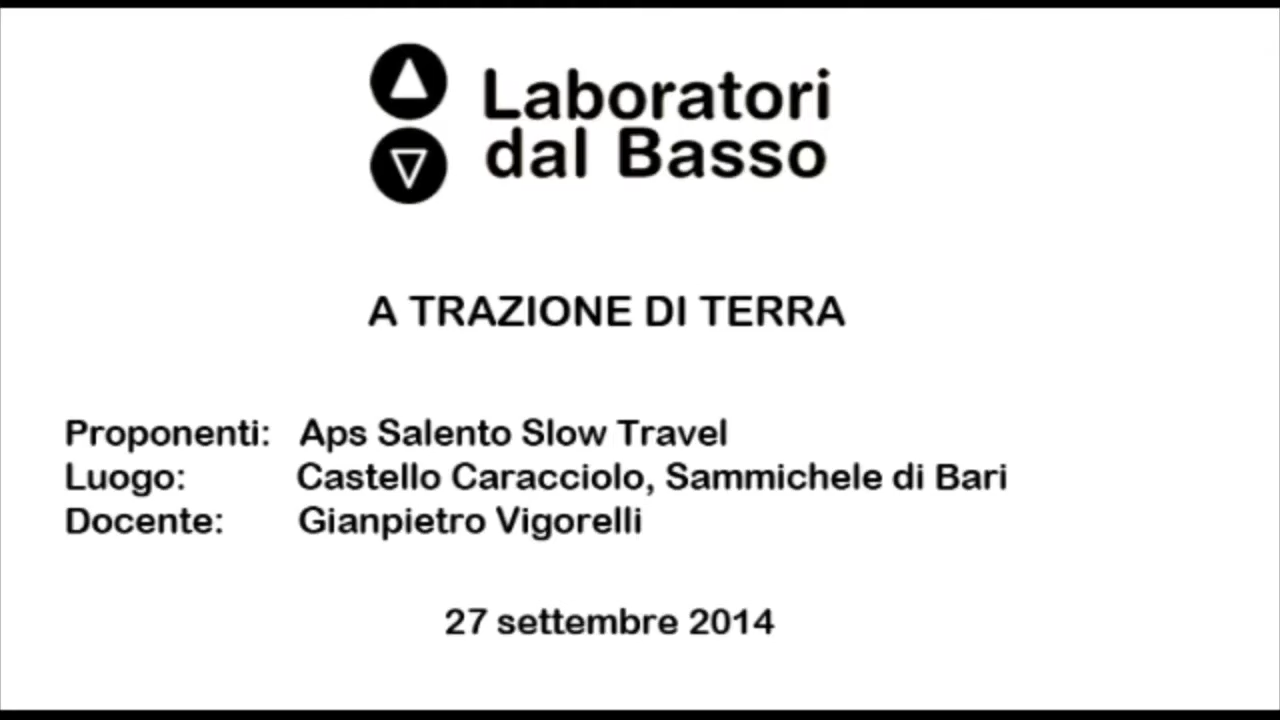 Laboratori
dal Basso
A TRAZIONE DI TERRA
Proponenti: Aps Salento Slow Travel
Luogo: Castello Caracciolo, Sammichele di Bari
Docente: Gianpietro Vigorelli
27 settembre 2014